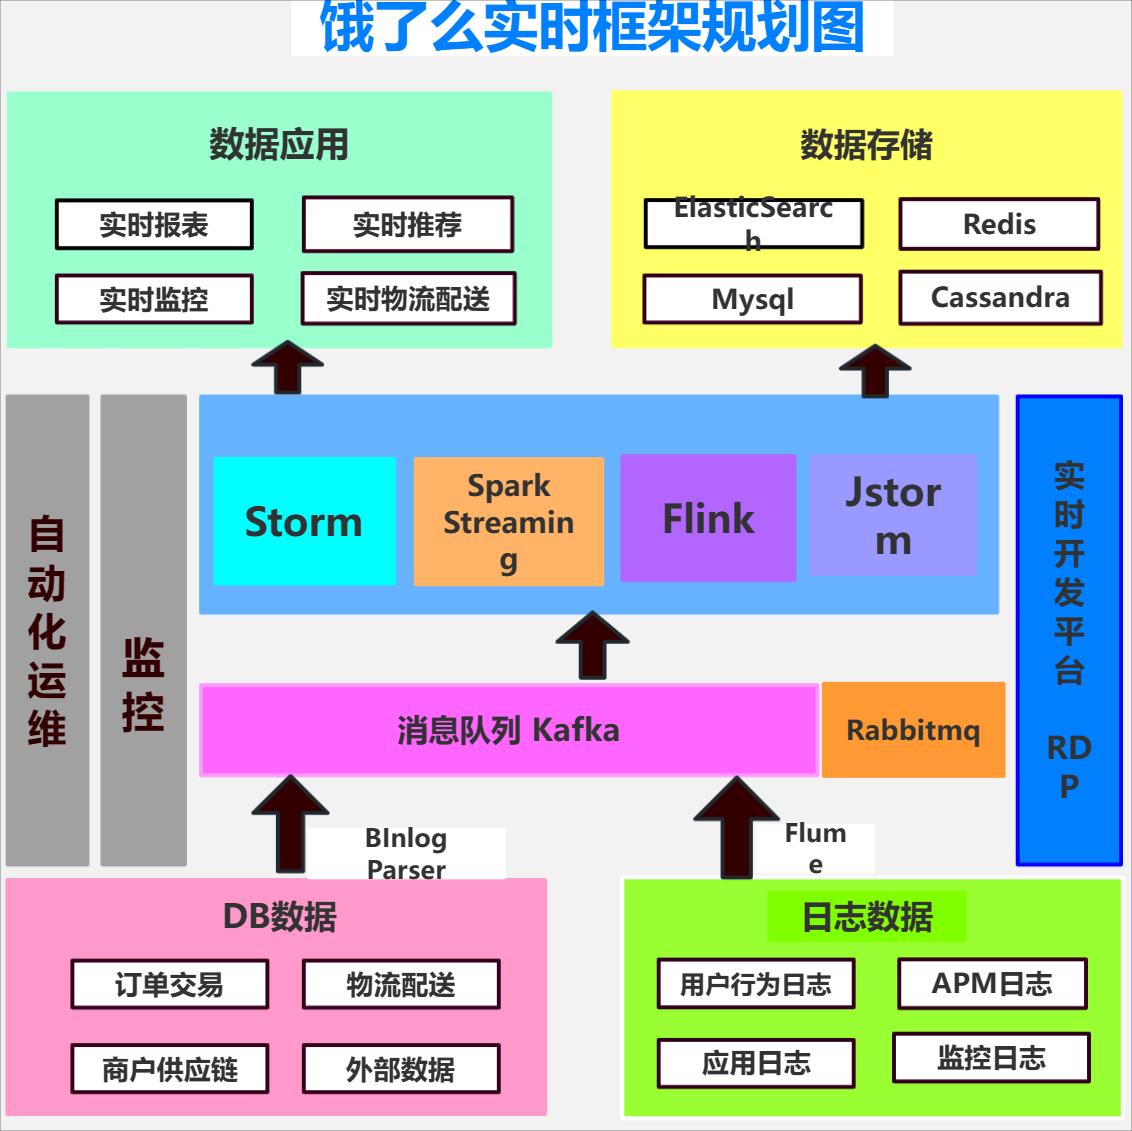 饿了么实时框架规划图
数据应用
实时报表
实时推荐
实时监控
实时物流配送
数据存储
ElasticSearc
h
Redis
Mysql
Cassandra
自
动
化
运
维
监
控
Storm
Spark
Streamin
g
Flink
Jstor
m
实
时
开
发
平
台
RD
P
消息队列 Kafka
Rabbitmq
BInlog
Parser
Flum
e
DB数据
订单交易
物流配送
商户供应链
外部数据
日志数据
用户行为日志
APM日志
应用日志
监控日志